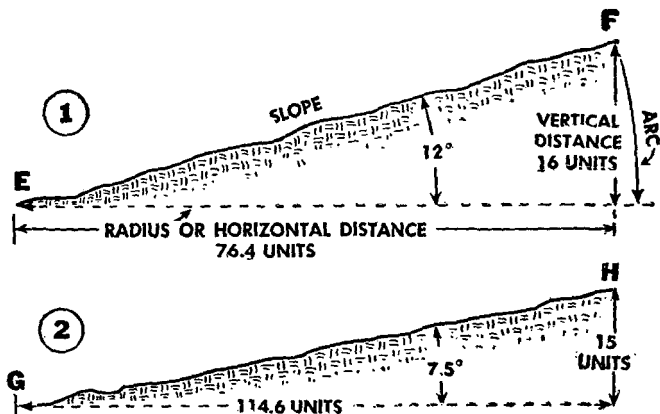 F
1
SLOPE
12°
VERTICAL
DISTANCE
16 UNITS
ARC
E
RADIUS OR HORIZONTAL DISTANCE
76.4 UNITS
H
2
7.5°
15
UNITS
G
114.6 UNITS